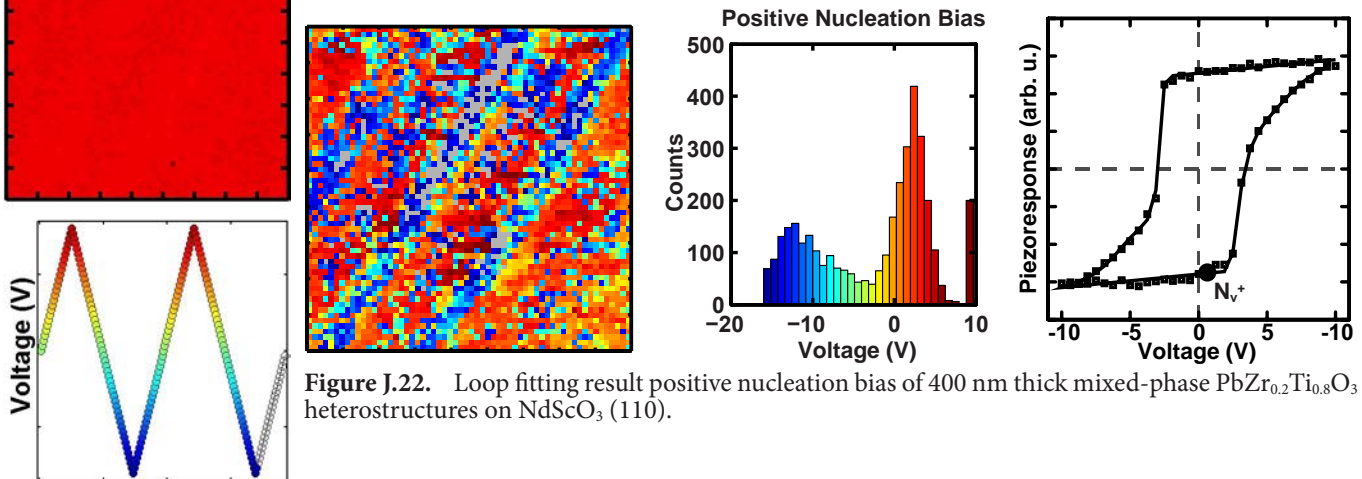 Voltage (V)
Positive Nucleation Bias
Counts
500
400
300
200
100
0
−20
−10
0
10
Voltage (V)
Piezoresponse (arb. u.)
N_v⁺
-10
-5
0
5
-10
Voltage (V)
Figure J.22. Loop fitting result positive nucleation bias of 400 nm thick mixed-phase PbZr₀.₂Ti₀.₈O₃
heterostructures on NdScO₃ (110).